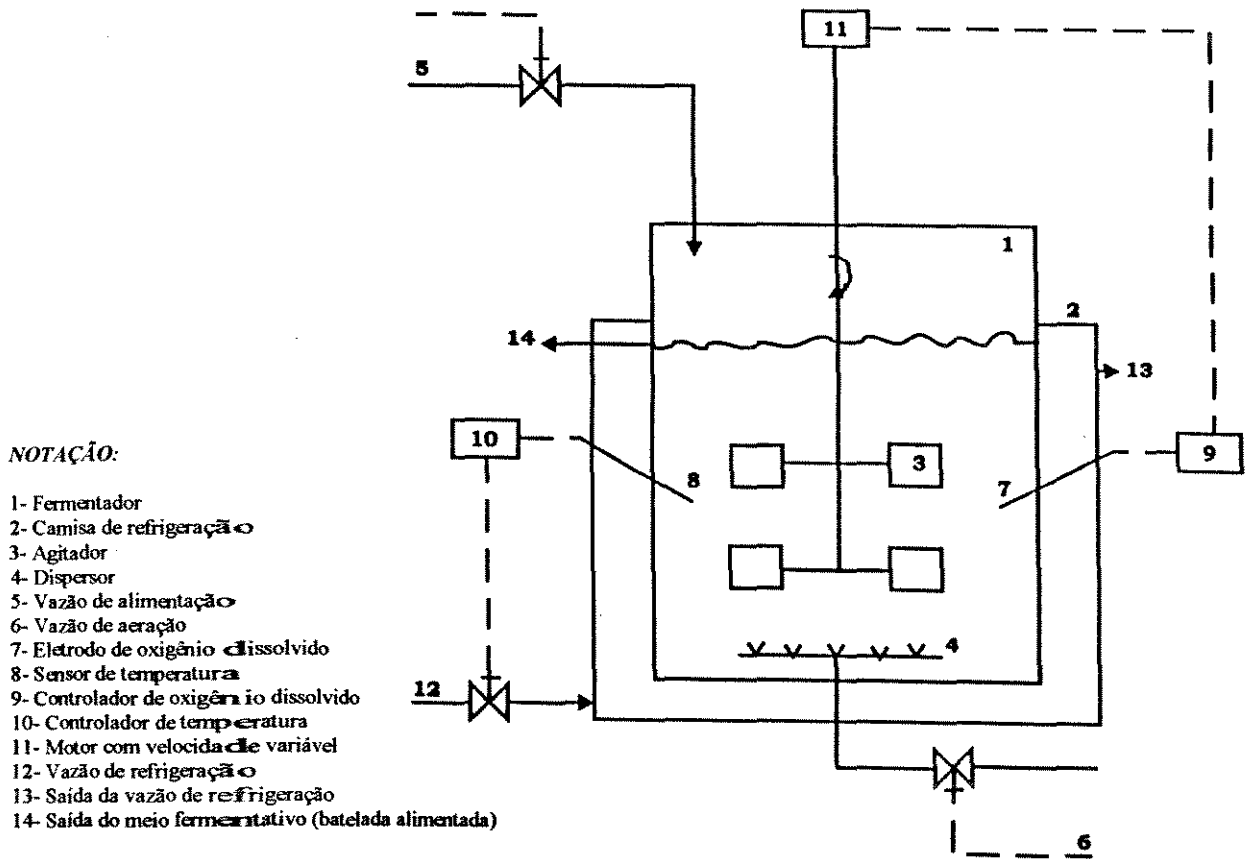 11
5
1
2
14
13
10
9
3
8
7
NOTAÇÃO:
1- Fermentador
2- Camisa de refrigeração
3- Agitador
4- Dispersor
5- Vazão de alimentação
6- Vazão de aeração
7- Eletrodo de oxigênio dissolvido
8- Sensor de temperatura
9- Controlador de oxigênio dissolvido
10- Controlador de temperatura
11- Motor com velocidade variável
12- Vazão de refrigeração
13- Saída da vazão de refrigeração
14- Saída do meio fermentativo (batelada alimentada)
4
12
6